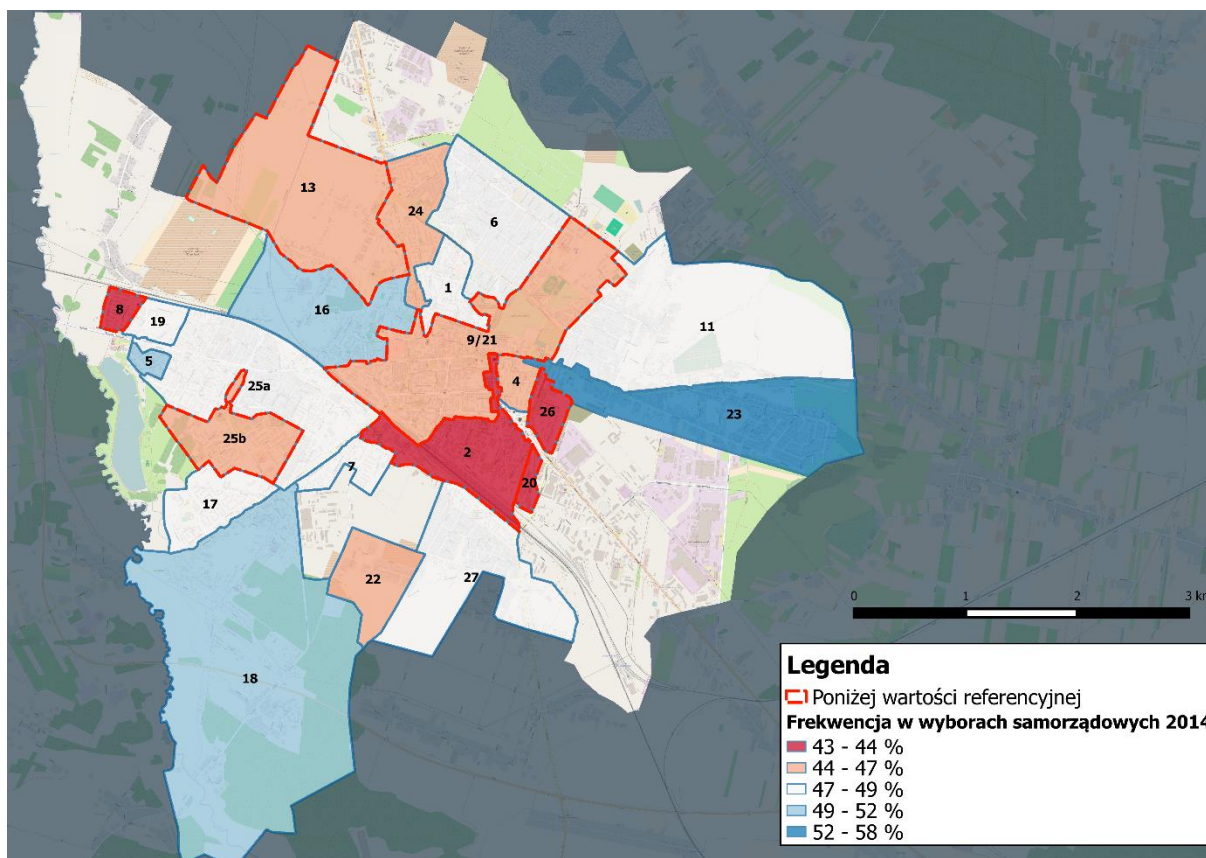 13
24
6
1
8
19
16
11
5
9/21
25a
4
26
23
25b
2
7
20
17
22
27
18
0
1
2
3 km
Legenda
Poniżej wartości referencyjnej
Frekwencja w wyborach samorządowych 2014
43 - 44 %
44 - 47 %
47 - 49 %
49 - 52 %
52 - 58 %